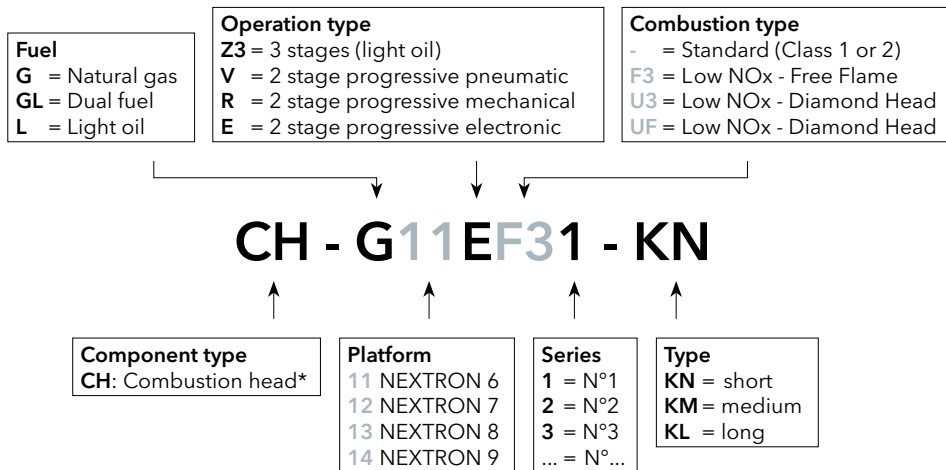 Fuel
G = Natural gas
GL = Dual fuel
L = Light oil
Operation type
Z3 = 3 stages (light oil)
V = 2 stage progressive pneumatic
R = 2 stage progressive mechanical
E = 2 stage progressive electronic
Combustion type
- = Standard (Class 1 or 2)
F3 = Low NOx - Free Flame
U3 = Low NOx - Diamond Head
UF = Low NOx - Diamond Head
CH - G11EF31 - KN
Component type
CH: Combustion head*
Platform
11 NEXTRON 6
12 NEXTRON 7
13 NEXTRON 8
14 NEXTRON 9
Series
1 = N°1
2 = N°2
3 = N°3
... = N°...
Type
KN = short
KM = medium
KL = long